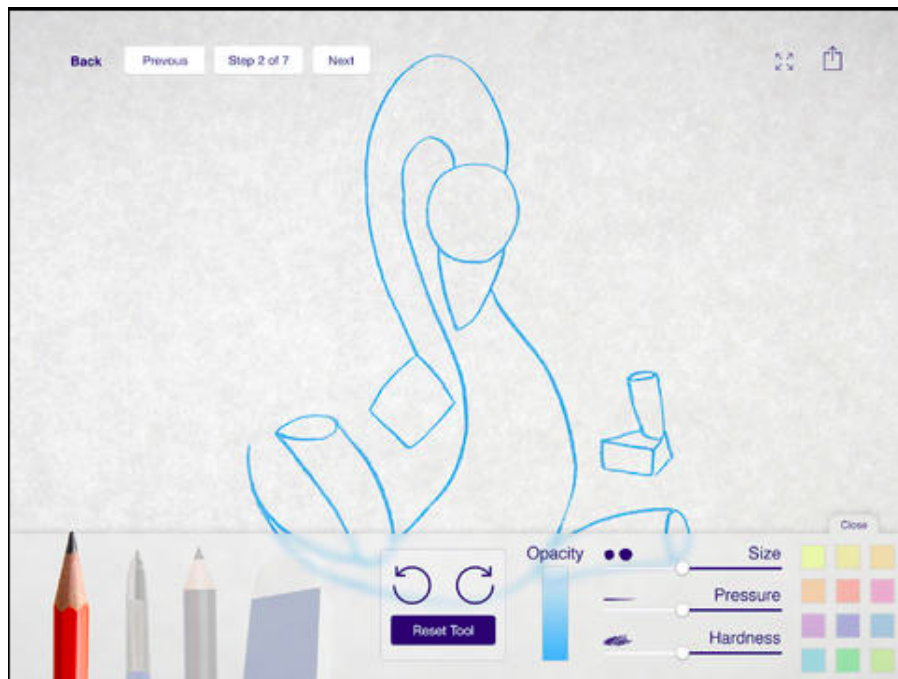 Back
Prevous
Step 2 of 7
Next
Close
Opacity
Size
Pressure
Reset Tool
Hardness